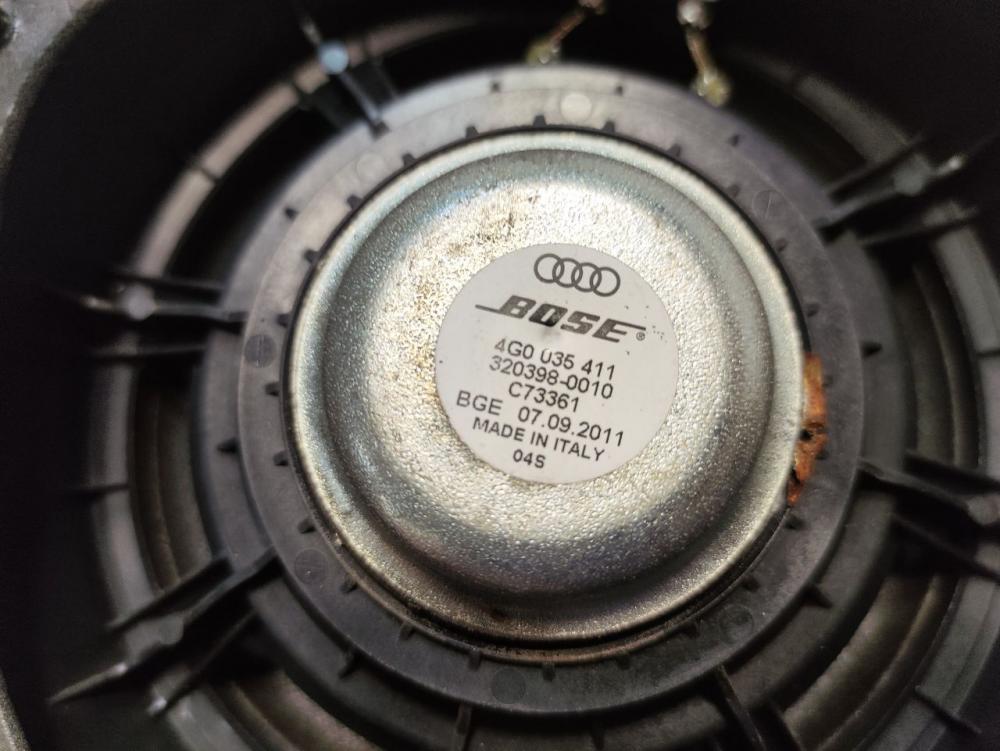 BOSE®
4G0 035 411
320398-0010
C73361
BGE 07.09.2011
MADE IN ITALY
04S